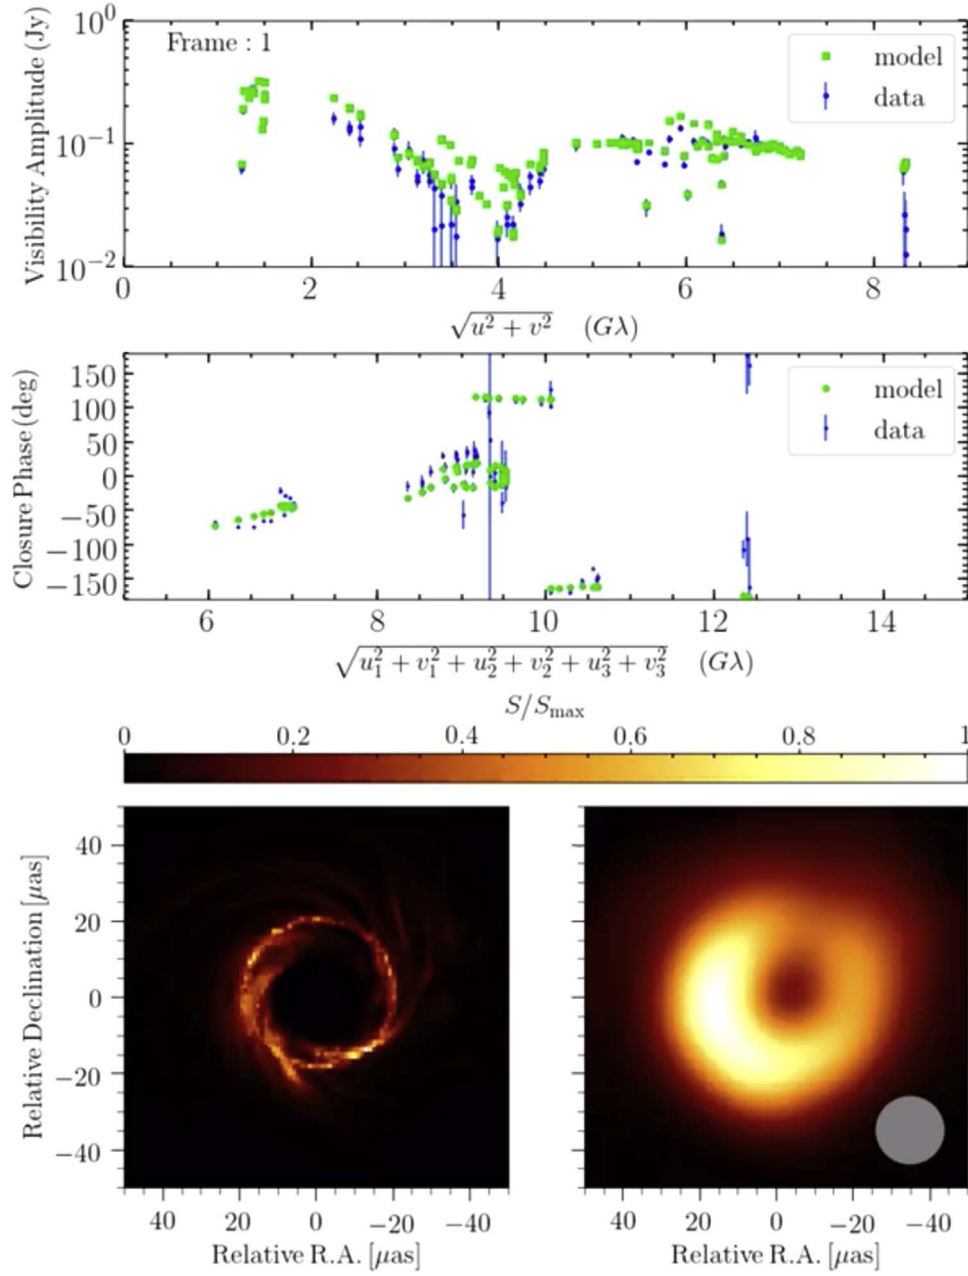 10⁰
Frame : 1
model
data
Visibility Amplitude (Jy)
10⁻¹
10⁻²
0 2 4 6 8
√(u² + v²) (Gλ)
150
100
50
0
−50
−100
−150
Closure Phase (deg)
model
data
6 8 10 12 14
√(u₁² + v₁² + u₂² + v₂² + u₃² + v₃²) (Gλ)
S/Smax
0 0.2 0.4 0.6 0.8 1
Relative Declination [μas]
40
20
0
−20
−40
40 20 0 −20 −40
Relative R.A. [μas]
40 20 0 −20 −40
Relative R.A. [μas]